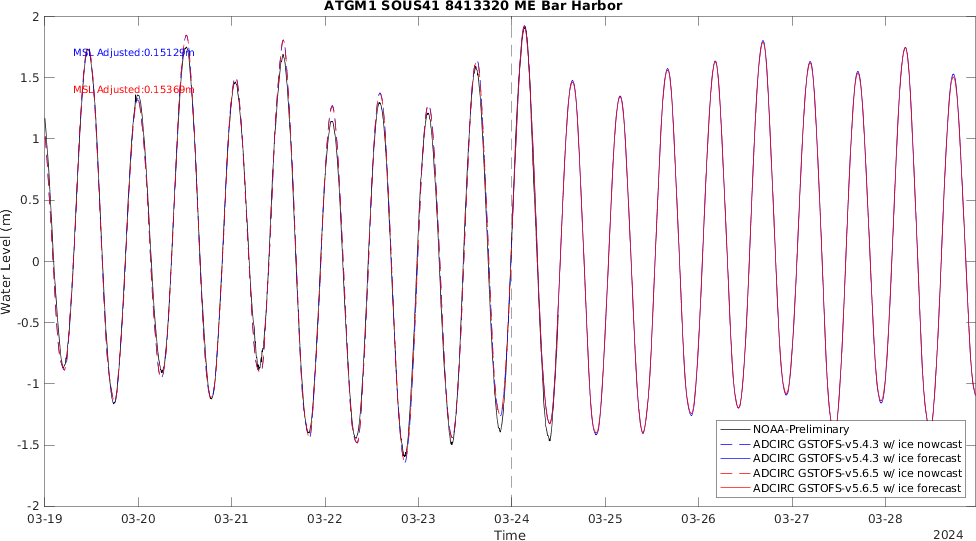 ATGM1 SOUS41 8413320 ME Bar Harbor
2
1.5
1
0.5
0
-0.5
-1
-1.5
-2
Water Level (m)
MSL Adjusted:0.15129m
MSL Adjusted:0.15369m
NOAA-Preliminary
ADCIRC GSTOFS-v5.4.3 w/ ice nowcast
ADCIRC GSTOFS-v5.4.3 w/ ice forecast
ADCIRC GSTOFS-v5.6.5 w/ ice nowcast
ADCIRC GSTOFS-v5.6.5 w/ ice forecast
03-19 03-20 03-21 03-22 03-23 03-24 03-25 03-26 03-27 03-28
Time
2024